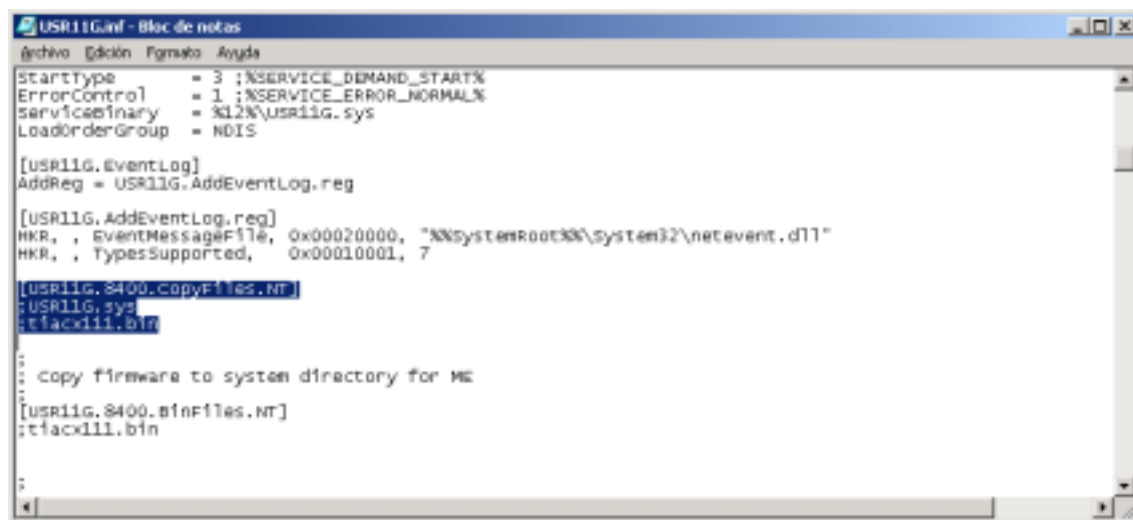 USR11G.inf - Bloc de notas
Archivo Edición Formato Ayuda
StartType = 3 ;%SERVICE_DEMAND_START%
ErrorControl = 1 ;%SERVICE_ERROR_NORMAL%
ServiceBinary = %12%\USR11G.sys
LoadOrderGroup = NDIS
[USR11G.EventLog]
AddReg = USR11G.AddEventLog.reg
[USR11G.AddEventLog.reg]
HKR, , EventMessageFile, 0x00020000, "%%SystemRoot%%\System32\netevent.dll"
HKR, , TypesSupported, 0x00010001, 7
[USR11G.8400.CopyFiles.NT]
;USR11G.sys
;tiacx111.bin
;
; Copy firmware to system directory for ME
;
[USR11G.8400.BinFiles.NT]
;tiacx111.bin
;